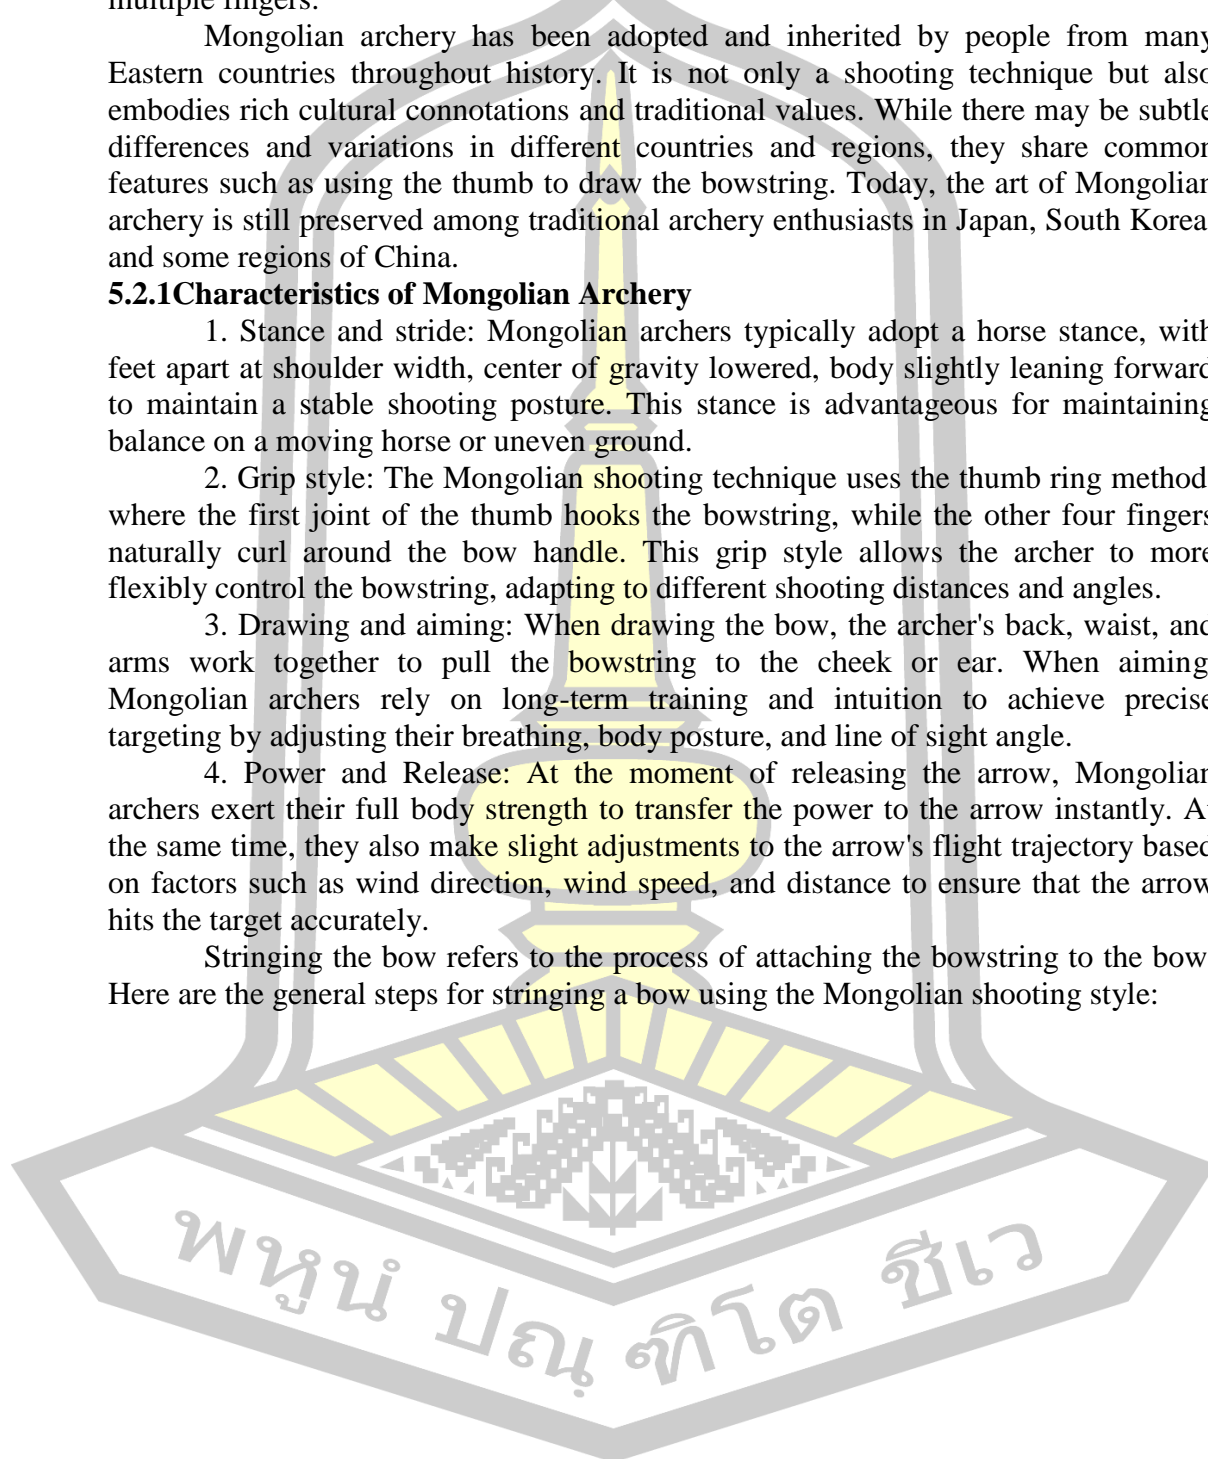 multiple fingers.
Mongolian archery has been adopted and inherited by people from many
Eastern countries throughout history. It is not only a shooting technique but also
embodies rich cultural connotations and traditional values. While there may be subtle
differences and variations in different countries and regions, they share common
features such as using the thumb to draw the bowstring. Today, the art of Mongolian
archery is still preserved among traditional archery enthusiasts in Japan, South Korea
and some regions of China.
5.2.1Characteristics of Mongolian Archery
1. Stance and stride: Mongolian archers typically adopt a horse stance, with
feet apart at shoulder width, center of gravity lowered, body slightly leaning forward
to maintain a stable shooting posture. This stance is advantageous for maintaining
balance on a moving horse or uneven ground.
2. Grip style: The Mongolian shooting technique uses the thumb ring method
where the first joint of the thumb hooks the bowstring, while the other four fingers
naturally curl around the bow handle. This grip style allows the archer to more
flexibly control the bowstring, adapting to different shooting distances and angles.
3. Drawing and aiming: When drawing the bow, the archer's back, waist, and
arms work together to pull the bowstring to the cheek or ear. When aiming
Mongolian archers rely on long-term training and intuition to achieve precise
targeting by adjusting their breathing, body posture, and line of sight angle.
4. Power and Release: At the moment of releasing the arrow, Mongolian
archers exert their full body strength to transfer the power to the arrow instantly. At
the same time, they also make slight adjustments to the arrow's flight trajectory based
on factors such as wind direction, wind speed, and distance to ensure that the arrow
hits the target accurately.
Stringing the bow refers to the process of attaching the bowstring to the bow
Here are the general steps for stringing a bow using the Mongolian shooting style:
พหูนํ ปณฺฑิโต ชีเว